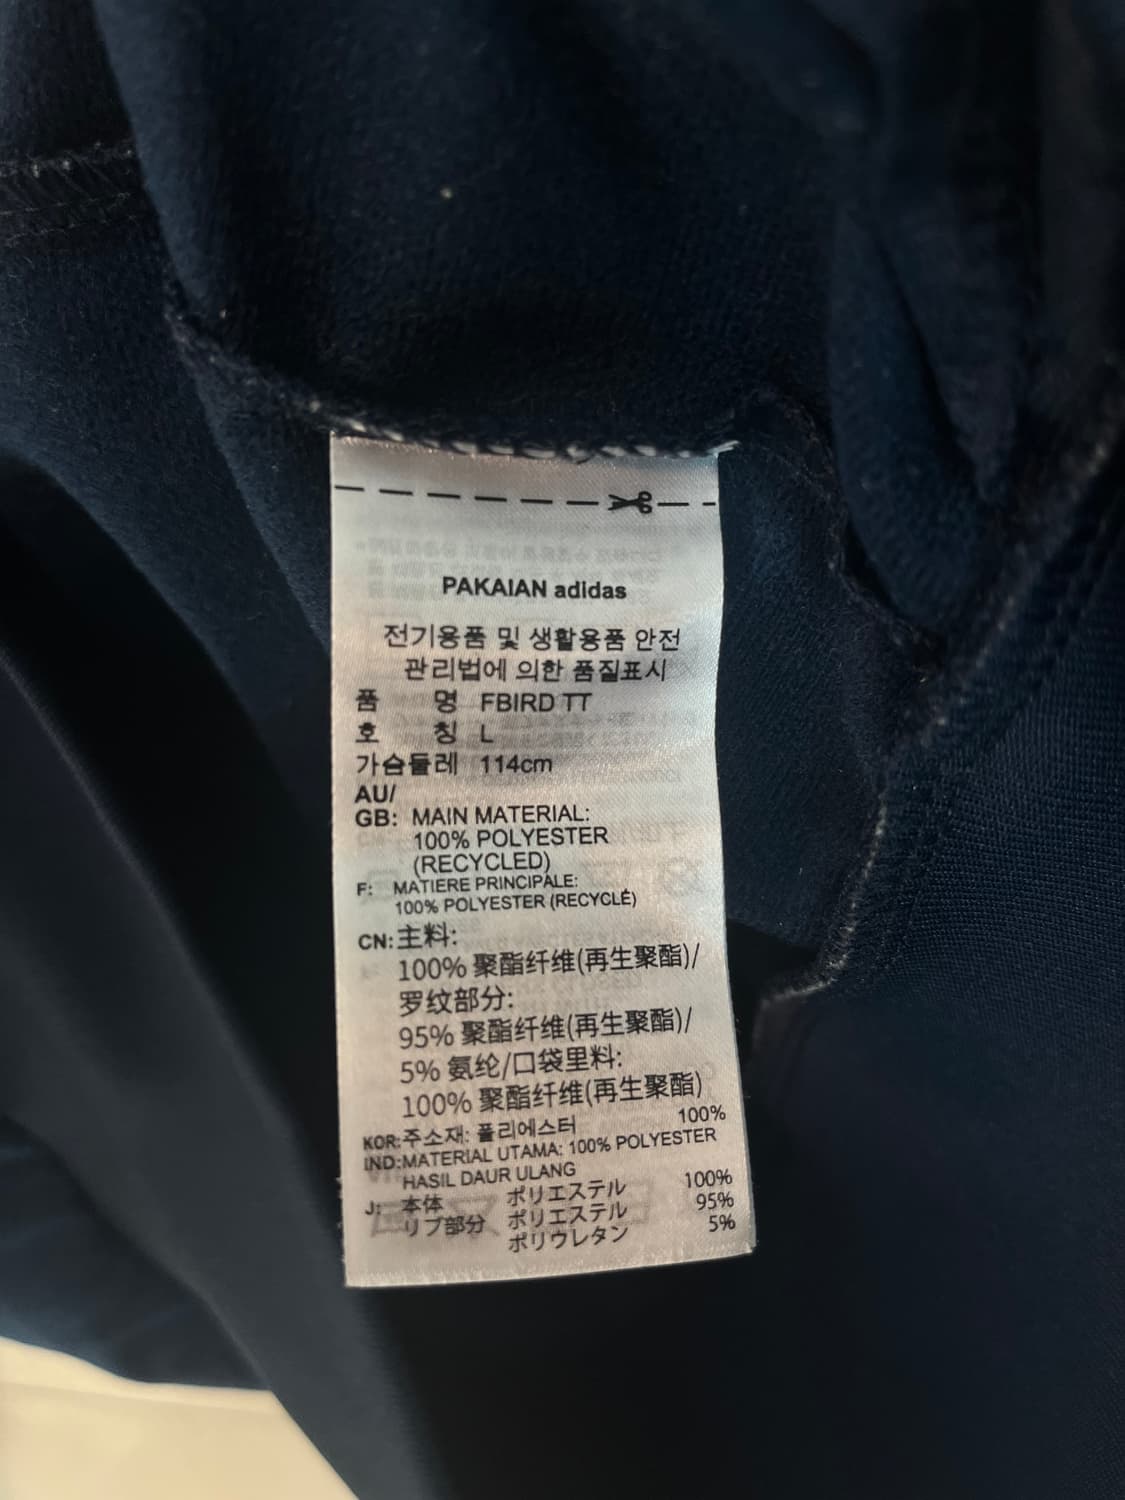 PAKAIAN adidas
전기용품 및 생활용품 안전
관리법에 의한 품질표시
품 명 FBIRD TT
호 칭 L
가슴둘레 114cm
AU/
GB: MAIN MATERIAL:
100% POLYESTER
(RECYCLED)
F: MATIERE PRINCIPALE:
100% POLYESTER (RECYCLÉ)
CN: 主料:
100% 聚酯纤维(再生聚酯)/
罗纹部分:
95% 聚酯纤维(再生聚酯)/
5% 氨纶/口袋里料:
100% 聚酯纤维(再生聚酯)
KOR: 주소재: 폴리에스터 100%
IND: MATERIAL UTAMA: 100% POLYESTER
HASIL DAUR ULANG
J: 本体 ポリエステル 100%
リブ部分 ポリエステル 95%
ポリウレタン 5%